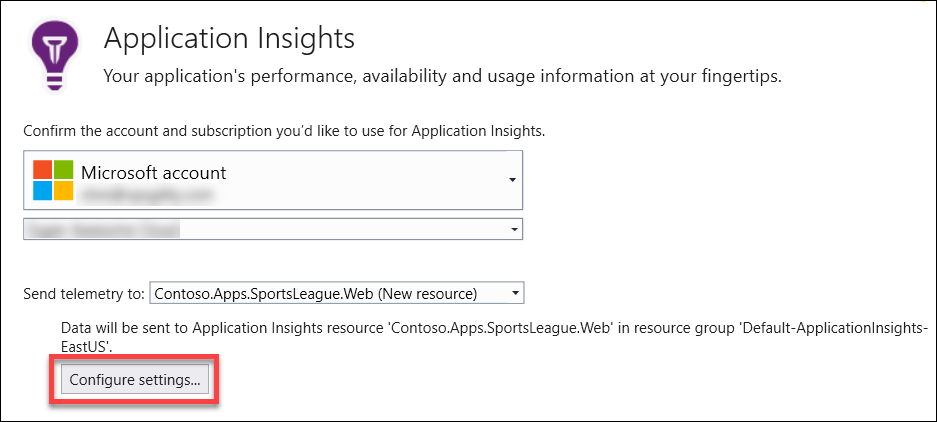 Application Insights
Your application's performance, availability and usage information at your fingertips.
Confirm the account and subscription you’d like to use for Application Insights.
Microsoft account
Send telemetry to: Contoso.Apps.SportsLeague.Web (New resource)
Data will be sent to Application Insights resource 'Contoso.Apps.SportsLeague.Web' in resource group 'Default-ApplicationInsights-
EastUS'.
Configure settings...